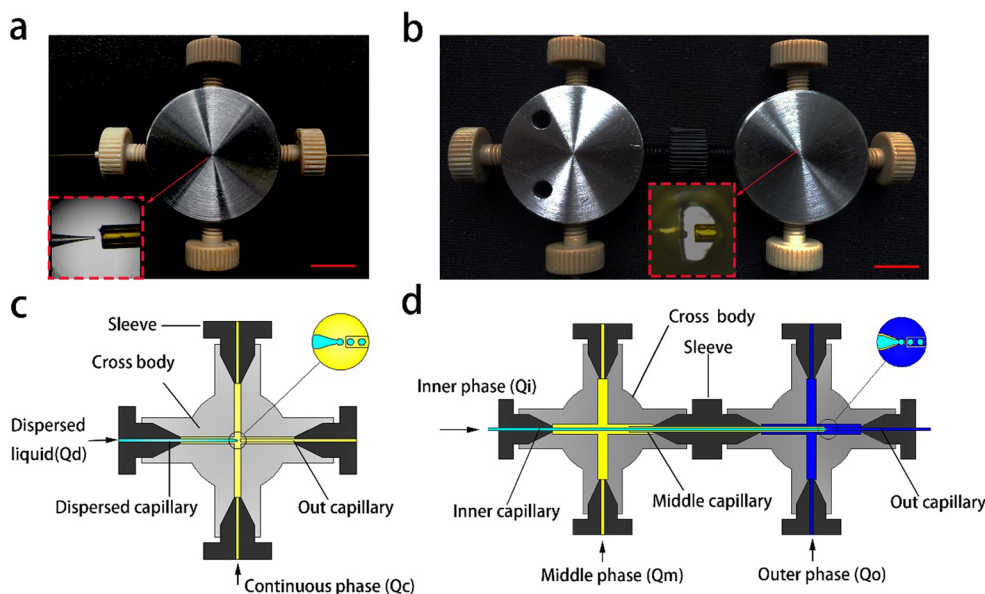 a
b
c
Sleeve
Cross body
Dispersed
liquid(Qd)
Dispersed capillary
Out capillary
Continuous phase (Qc)
d
Cross  body
Sleeve
Inner phase (Qi)
Inner capillary
Middle capillary
Out capillary
Middle phase (Qm)
Outer phase (Qo)